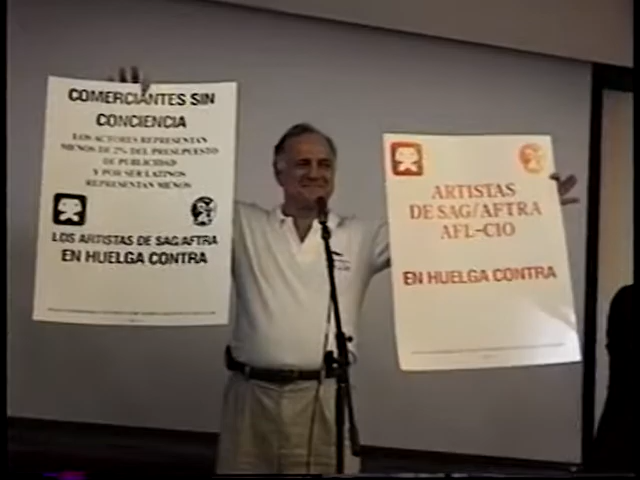 COMERCIANTES SIN
CONCIENCIA
LOS ACTORES REPRESENTAN
MENOS DE 2% DEL PRESUPUESTO
DE PUBLICIDAD
Y POR SER LATINOS
REPRESENTAN MENOS
LOS ARTISTAS DE SAG/AFTRA
EN HUELGA CONTRA
ARTISTAS
DE SAG/AFTRA
AFL-CIO
EN HUELGA CONTRA